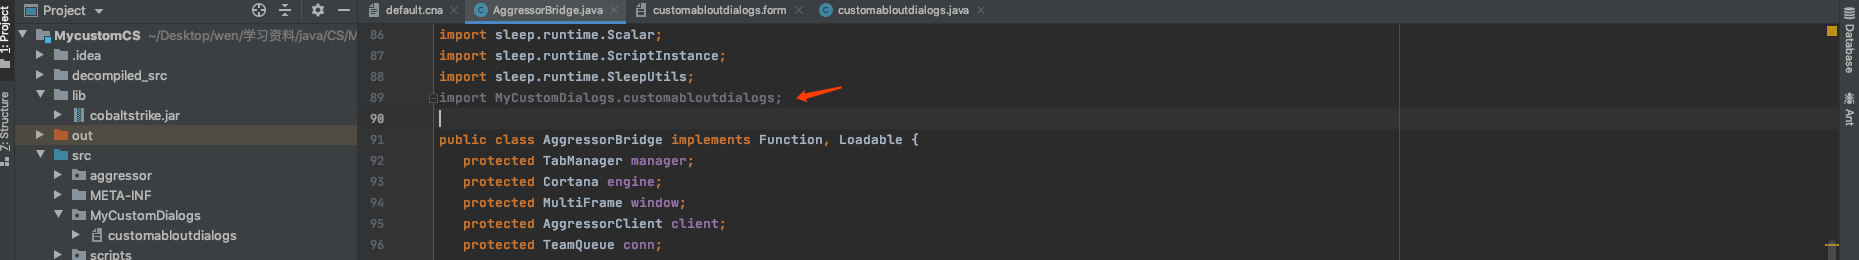 Project
default.cna
AggressorBridge.java
customabloutdialogs.form
customabloutdialogs.java
1: Project
Z: Structure
MycustomCS ~/Desktop/wen/学习资料/java/CS/M
.idea
decompiled_src
lib
cobaltstrike.jar
out
src
aggressor
META-INF
MyCustomDialogs
customabloutdialogs
scripts
86 import sleep.runtime.Scalar;
87 import sleep.runtime.ScriptInstance;
88 import sleep.runtime.SleepUtils;
89 import MyCustomDialogs.customabloutdialogs;
90
91 public class AggressorBridge implements Function, Loadable {
92 protected TabManager manager;
93 protected Cortana engine;
94 protected MultiFrame window;
95 protected AggressorClient client;
96 protected TeamQueue conn;
Database
Ant